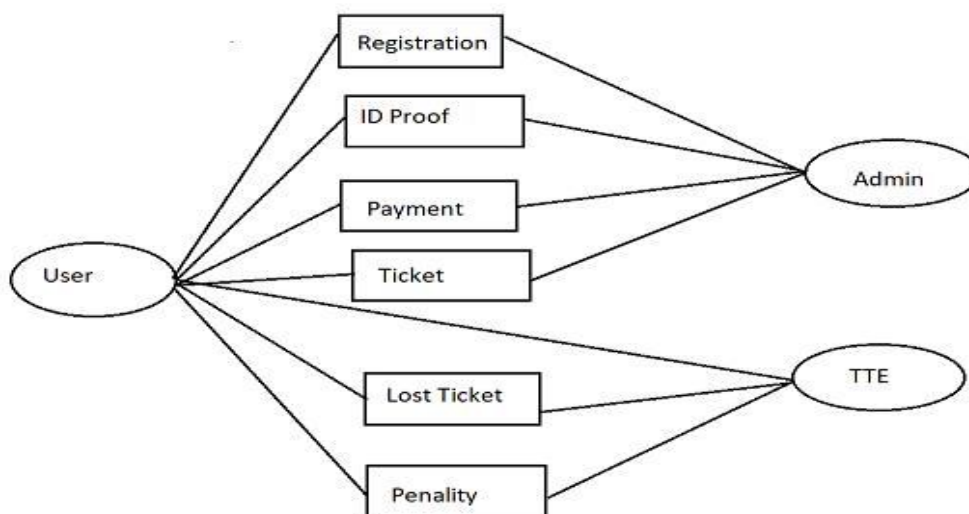 Registration
ID Proof
Payment
Admin
User
Ticket
Lost Ticket
TTE
Penality